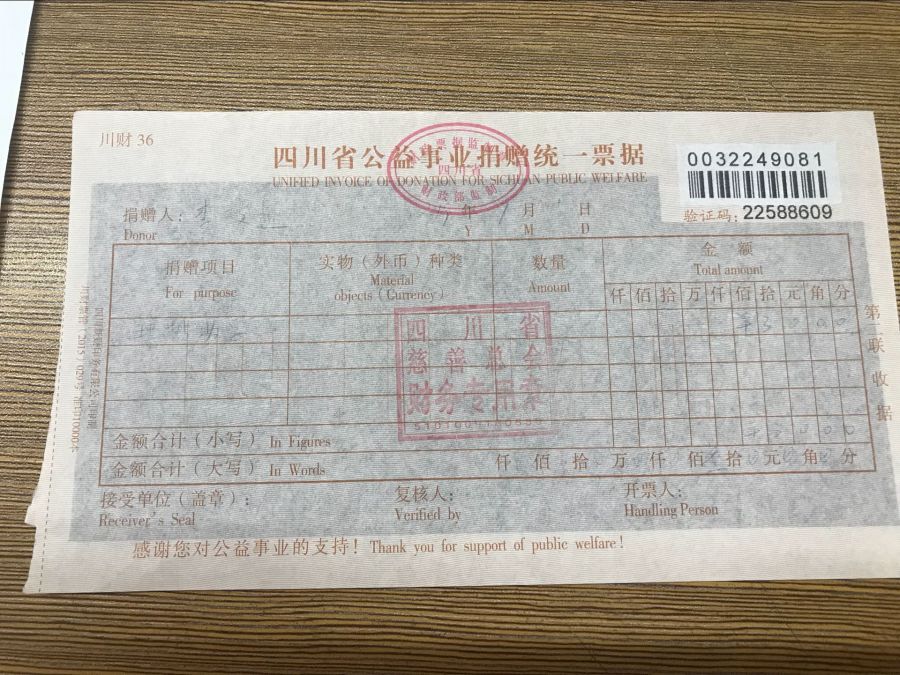 川财 36
四川省公益事业捐赠统一票据
UNIFIED INVOICE OF DONATION FOR SICHUAN PUBLIC WELFARE
0032249081
验证码: 22588609
捐赠人: 年 月 日
Donor Y M D
捐赠项目 实物（外币）种类 数量 金额
For purpose Material objects (Currency) Amount Total amount
仟 佰 拾 万 仟 佰 拾 元 角 分
四川省
慈善总会
财务专用章
第二联 收据
金额合计（小写） In Figures
金额合计（大写） In Words 仟 佰 拾 万 仟 佰 拾 元 角 分
接受单位（盖章）: 复核人: 开票人:
Receiver's Seal Verified by Handling Person
感谢您对公益事业的支持! Thank you for support of public welfare!